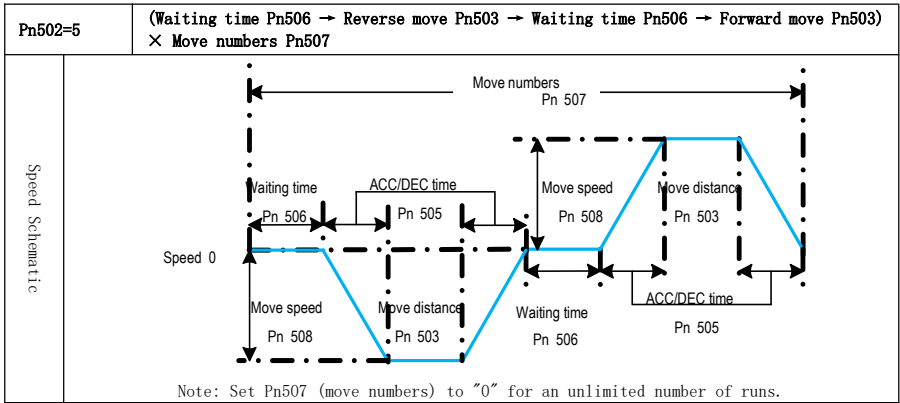 Pn502=5
(Waiting time Pn506 → Reverse move Pn503 → Waiting time Pn506 → Forward move Pn503)
× Move numbers Pn507
Speed Schematic
Move numbers
Pn 507
Waiting time
Pn 506
ACC/DEC time
Pn 505
Move speed
Pn 508
Move distance
Pn 503
Speed 0
Move speed
Pn 508
Move distance
Pn 503
Waiting time
Pn 506
ACC/DEC time
Pn 505
Note: Set Pn507 (move numbers) to "0" for an unlimited number of runs.